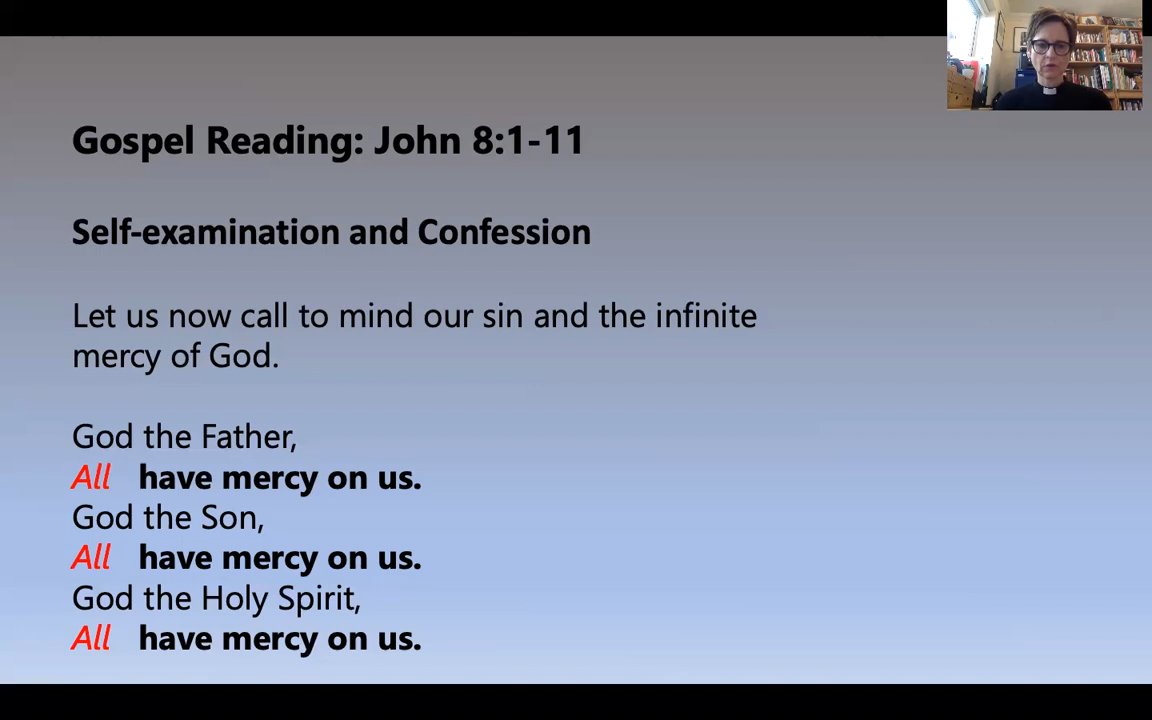 Gospel Reading: John 8:1-11
Self-examination and Confession
Let us now call to mind our sin and the infinite
mercy of God.
God the Father,
All have mercy on us.
God the Son,
All have mercy on us.
God the Holy Spirit,
All have mercy on us.